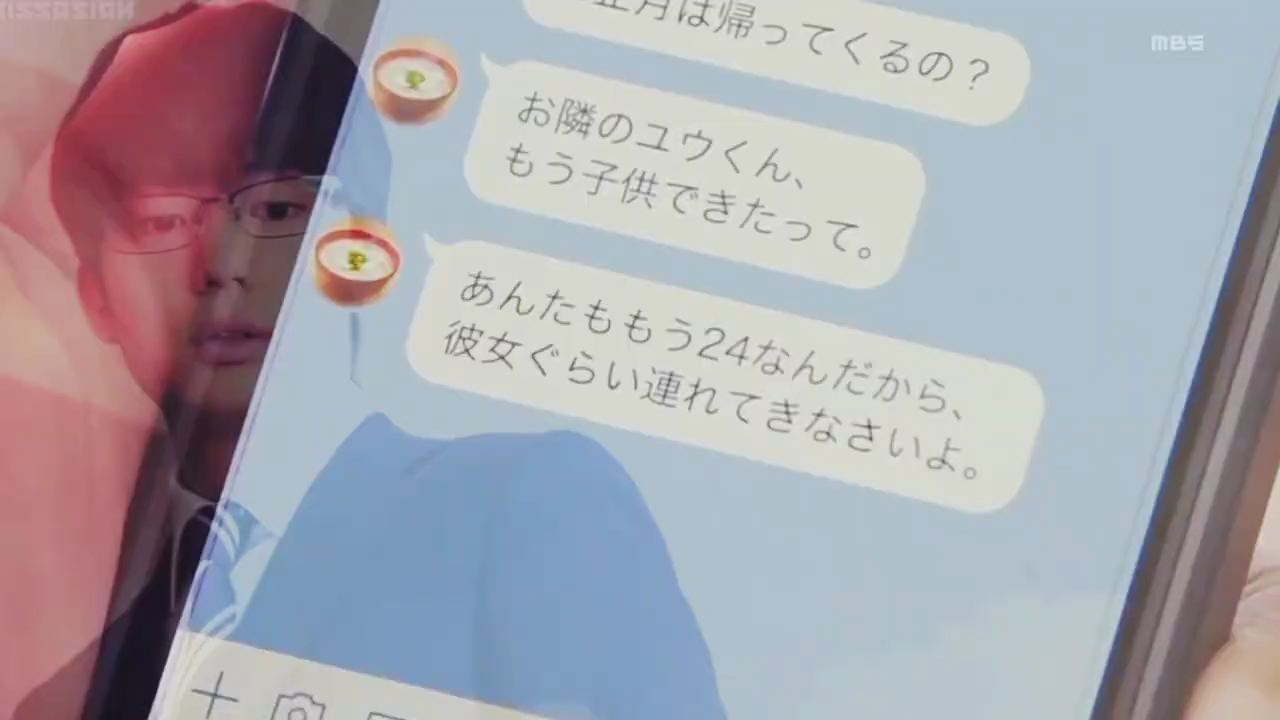 KISSASIAN
MBS
正月は帰ってくるの？
お隣のユウくん、
もう子供できたって。
あんたももう24なんだから、
彼女ぐらい連れてきなさいよ。